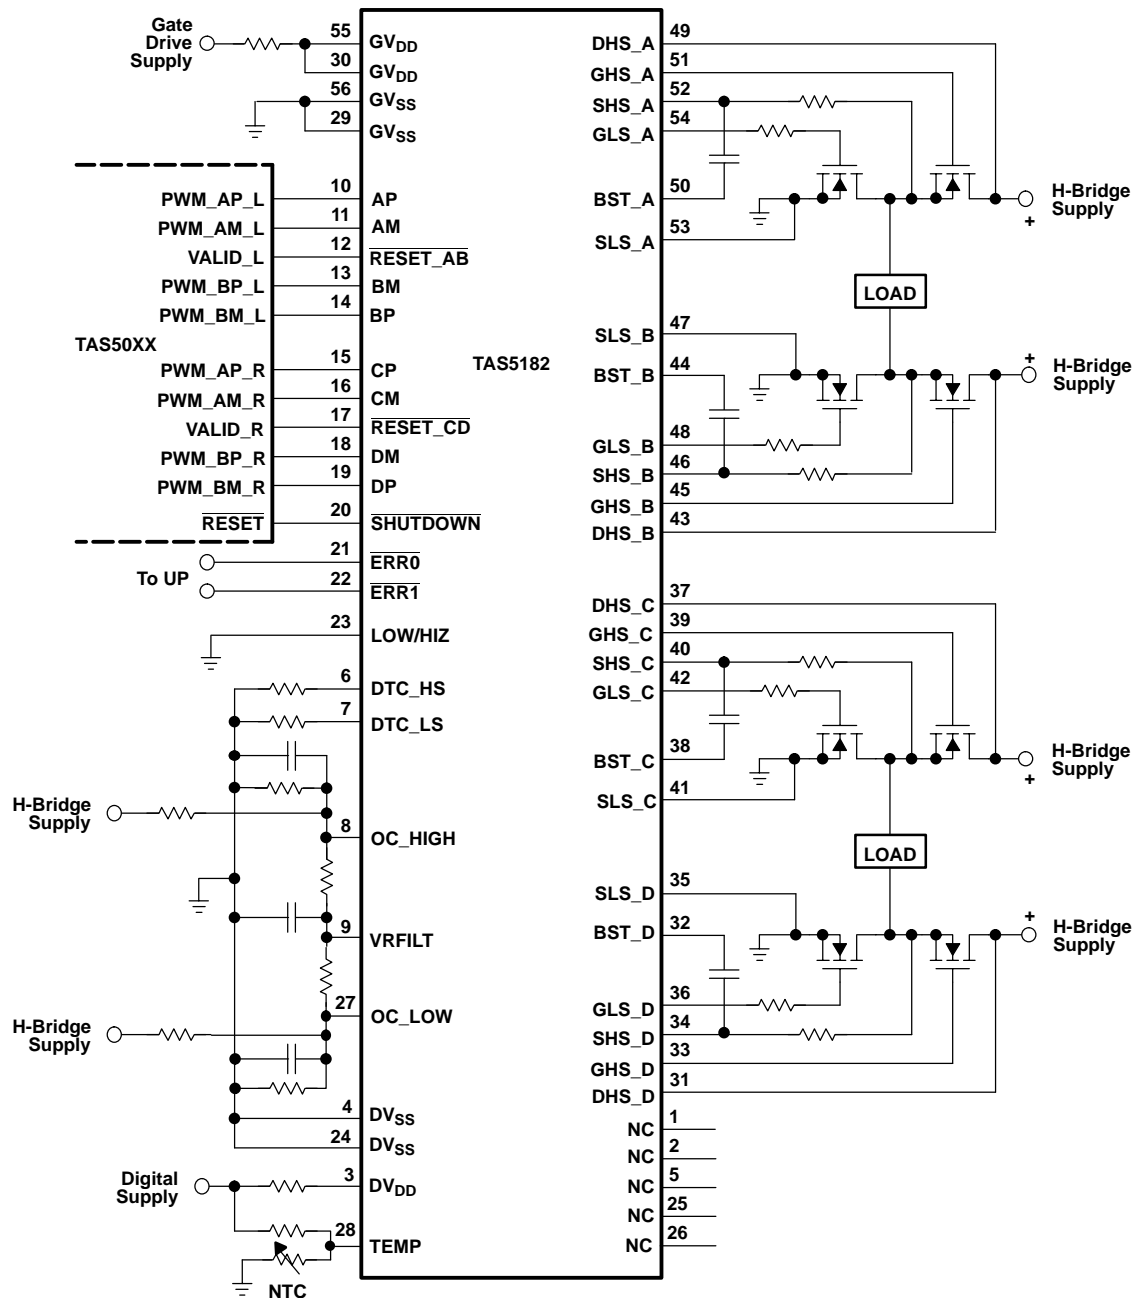 Gate
Drive
Supply
55 GVDD
30 GVDD
56 GVSS
29 GVSS
PWM_AP_L 10 AP
PWM_AM_L 11 AM
VALID_L 12 RESET_AB
PWM_BP_L 13 BM
PWM_BM_L 14 BP
TAS50XX
PWM_AP_R 15 CP
PWM_AM_R 16 CM
VALID_R 17 RESET_CD
PWM_BP_R 18 DM
PWM_BM_R 19 DP
RESET 20 SHUTDOWN
To UP
21 ERR0
22 ERR1
23 LOW/HIZ
6 DTC_HS
7 DTC_LS
H-Bridge
Supply
8 OC_HIGH
9 VRFILT
27 OC_LOW
H-Bridge
Supply
4 DVSS
24 DVSS
Digital
Supply
3 DVDD
28 TEMP
NTC
TAS5182
DHS_A 49
GHS_A 51
SHS_A 52
GLS_A 54
BST_A 50
SLS_A 53
H-Bridge
Supply
+
LOAD
SLS_B 47
BST_B 44
GLS_B 48
SHS_B 46
GHS_B 45
DHS_B 43
+
H-Bridge
Supply
DHS_C 37
GHS_C 39
SHS_C 40
GLS_C 42
BST_C 38
SLS_C 41
H-Bridge
Supply
+
LOAD
SLS_D 35
BST_D 32
GLS_D 36
SHS_D 34
GHS_D 33
DHS_D 31
+
H-Bridge
Supply
NC 1
NC 2
NC 5
NC 25
NC 26